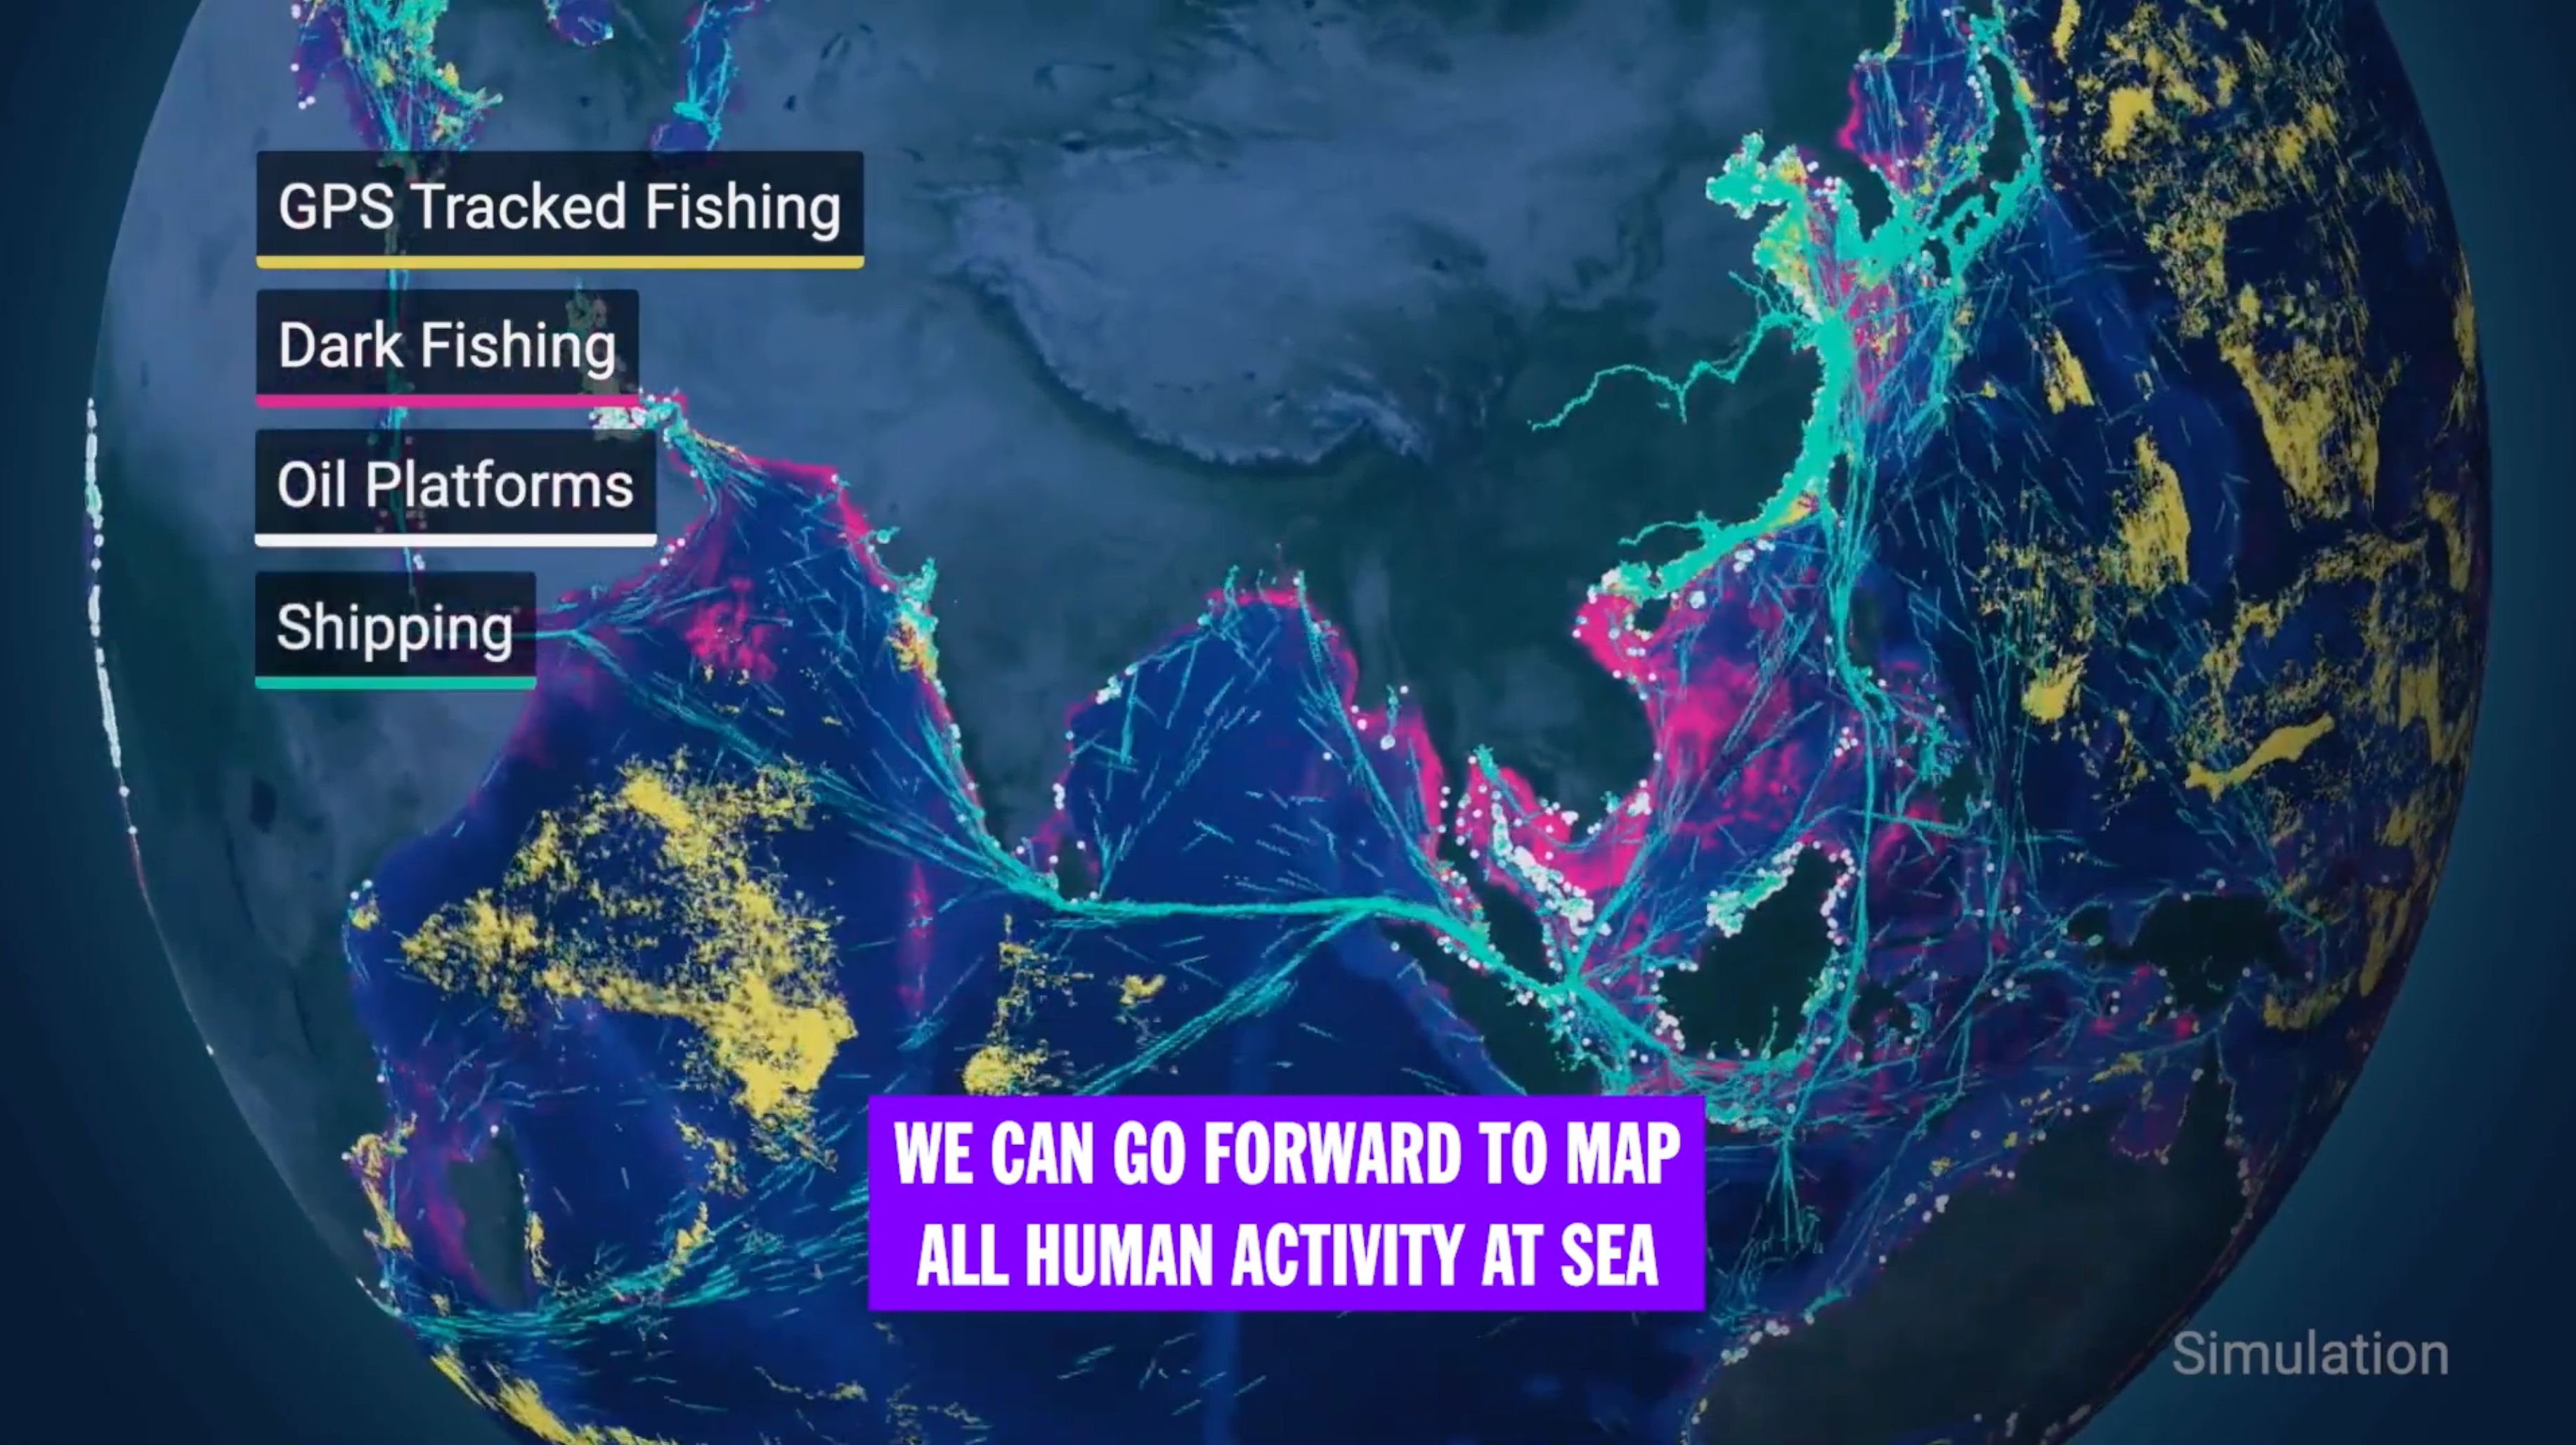 GPS Tracked Fishing
Dark Fishing
Oil Platforms
Shipping
WE CAN GO FORWARD TO MAP
ALL HUMAN ACTIVITY AT SEA
Simulation